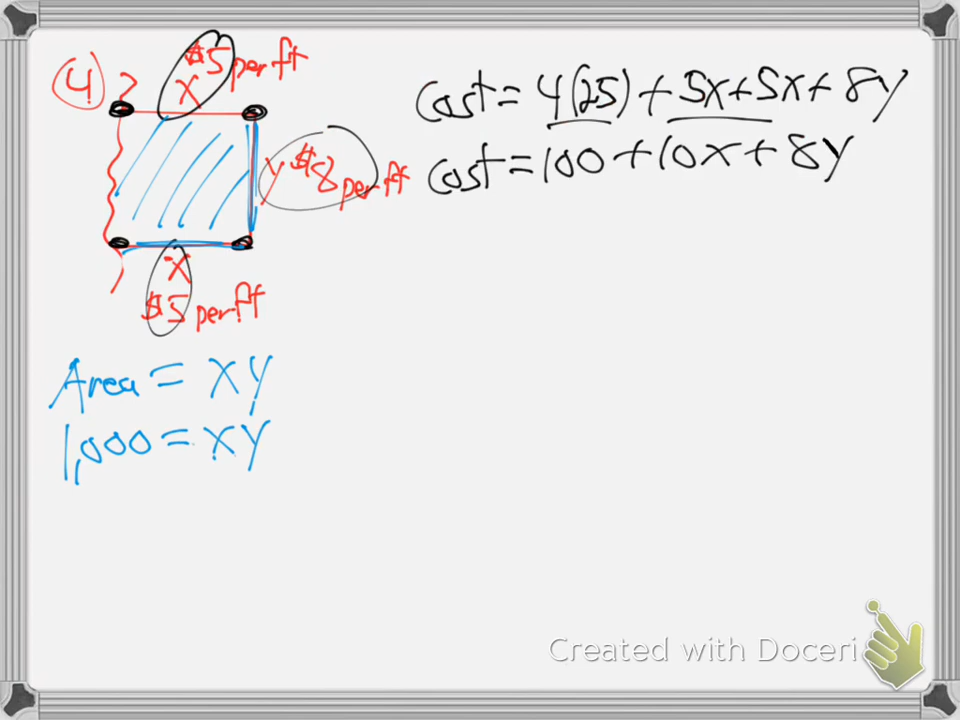 4
$5 per ft
x
y $8 per ft
x
$5 per ft
Area = xy
1,000 = xy
Cost = 4(25) + 5x + 5x + 8y
Cost = 100 + 10x + 8y
Created with Doceri